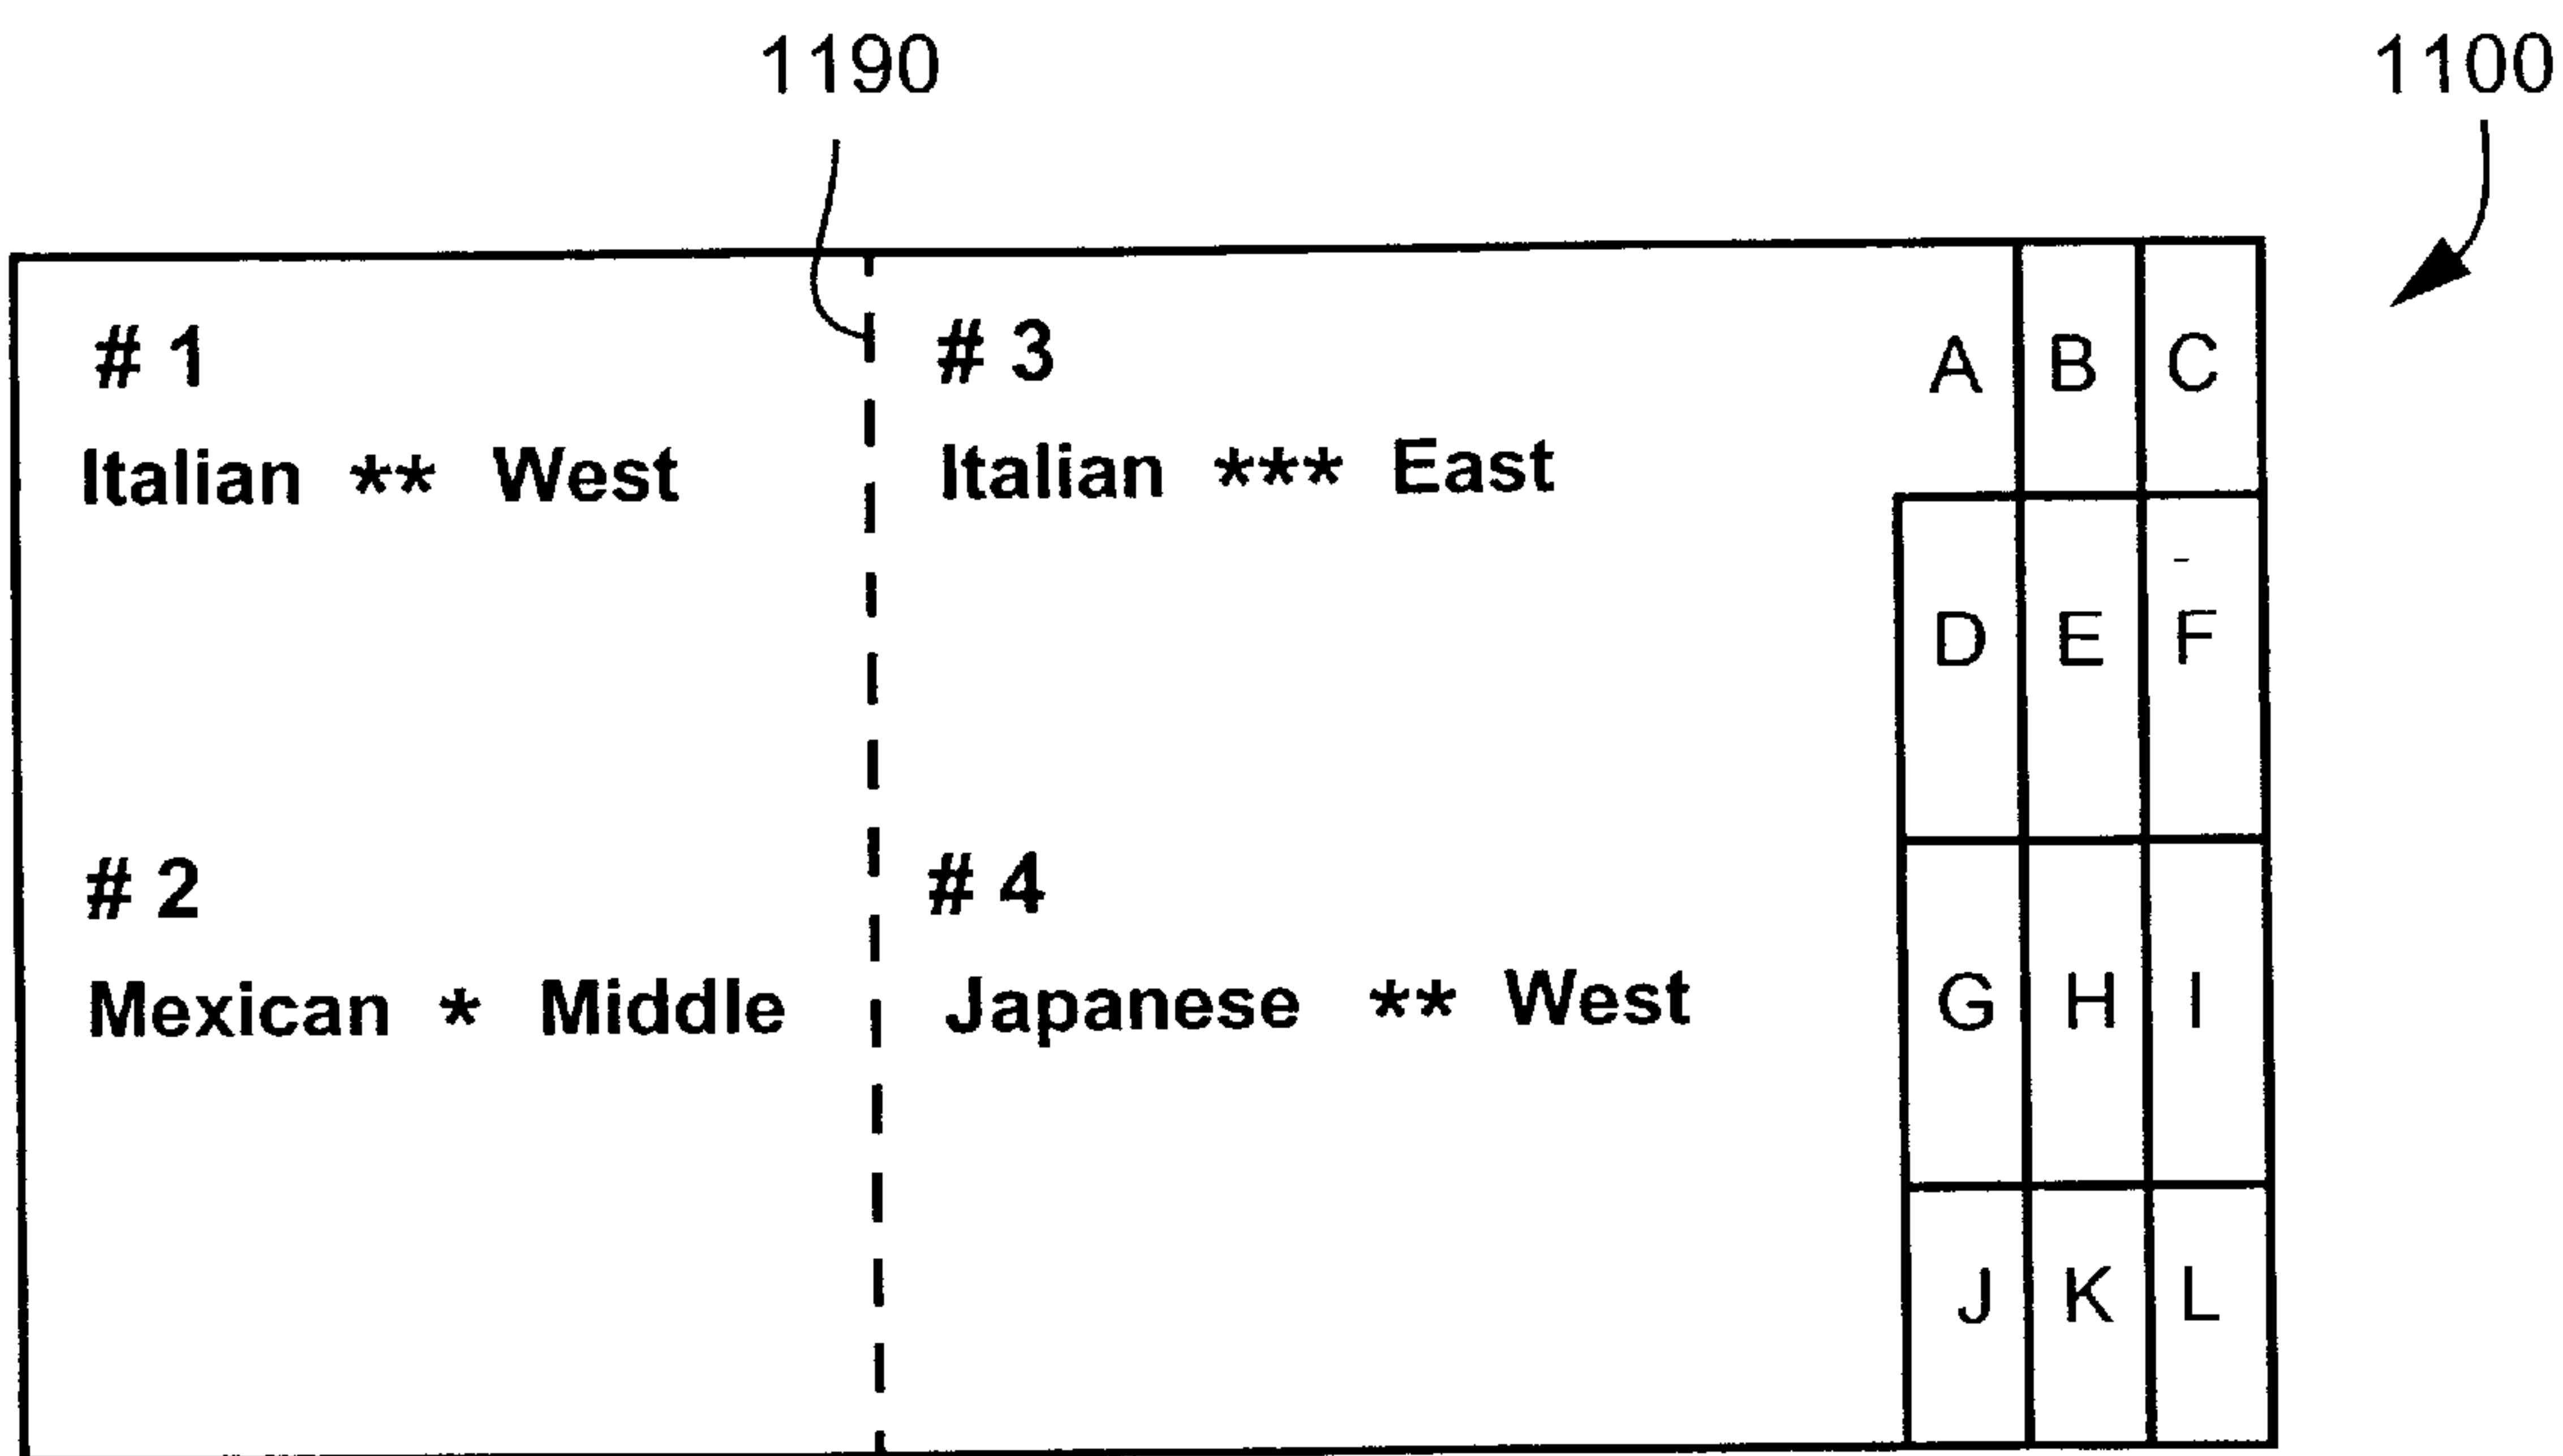 1190
1100
# 1
Italian ** West
# 3
Italian *** East
A B C
D E F
# 2
Mexican * Middle
# 4
Japanese ** West
G H I
J K L